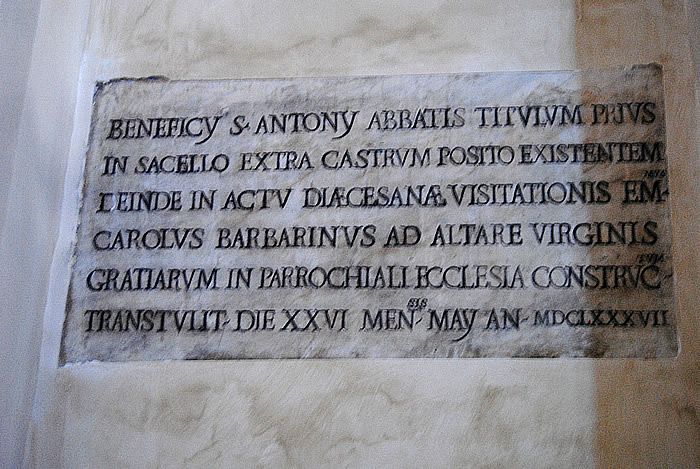 BENEFICY S· ANTONY ABBATIS TITVLVM PRIVS
IN SACELLO EXTRA CASTRVM POSITO EXISTENTEM
DEINDE IN ACTV DIÆCESANÆ VISITATIONIS EM·
CAROLVS BARBARINVS AD ALTARE VIRGINIS
GRATIARVM IN PARROCHIALI ECCLESIA CONSTRVC-
TRANSTVLIT· DIE XXVI MEN· MAY AN· MDCLXXXVII